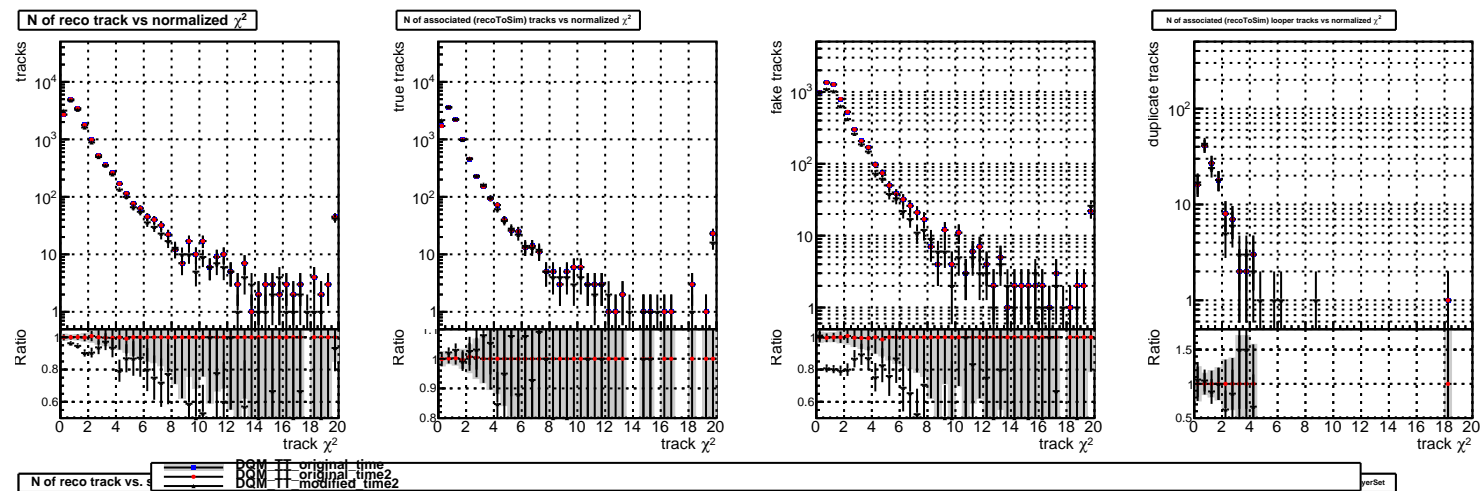 N of reco track vs normalized χ²
N of associated (recoToSim) tracks vs normalized χ²
N of associated (recoToSim) looper tracks vs normalized χ²
tracks
10⁴
10³
10²
10
1
Ratio
0.8
0.6
0 2 4 6 8 10 12 14 16 18 20
track χ²
true tracks
10⁴
10³
10²
10
1
Ratio
1
0.9
0.8
0 2 4 6 8 10 12 14 16 18 20
track χ²
fake tracks
10³
10²
10
1
Ratio
0.8
0.6
0 2 4 6 8 10 12 14 16 18 20
track χ²
duplicate tracks
10²
10
1
Ratio
1.5
1
0.5
0 2 4 6 8 10 12 14 16 18 20
track χ²
N of reco track vs. s
DQM_TT_original_time
DQM_TT_original_time2
DQM_TT_modified_time2
yerSet